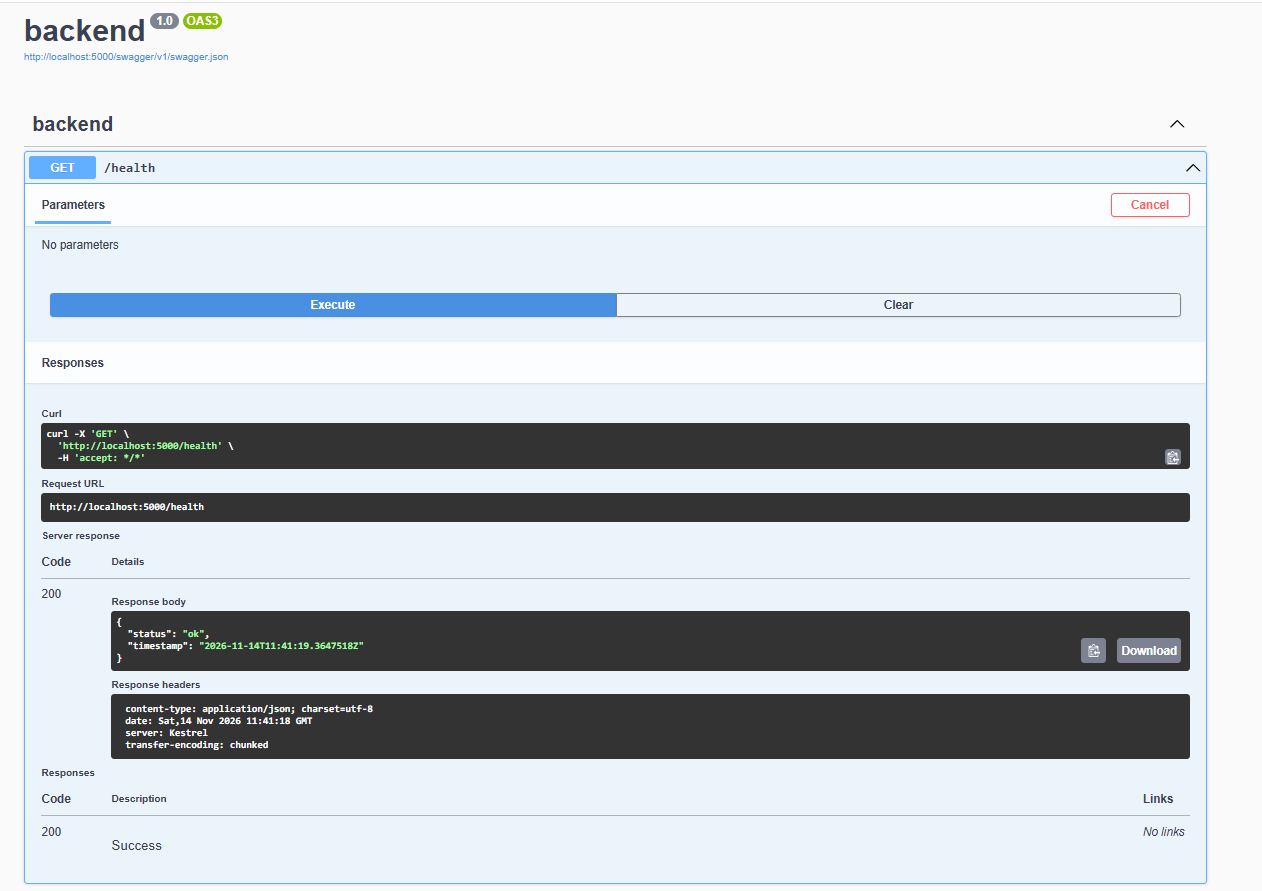 backend 1.0 OAS3
http://localhost:5000/swagger/v1/swagger.json
backend
GET /health
Parameters Cancel
No parameters
Execute Clear
Responses
Curl
curl -X 'GET' \
  'http://localhost:5000/health' \
  -H 'accept: */*'
Request URL
http://localhost:5000/health
Server response
Code Details
200
Response body
{
  "status": "ok",
  "timestamp": "2026-11-14T11:41:19.3647518Z"
}
Download
Response headers
content-type: application/json; charset=utf-8
date: Sat,14 Nov 2026 11:41:18 GMT
server: Kestrel
transfer-encoding: chunked
Responses
Code Description Links
200 No links
Success